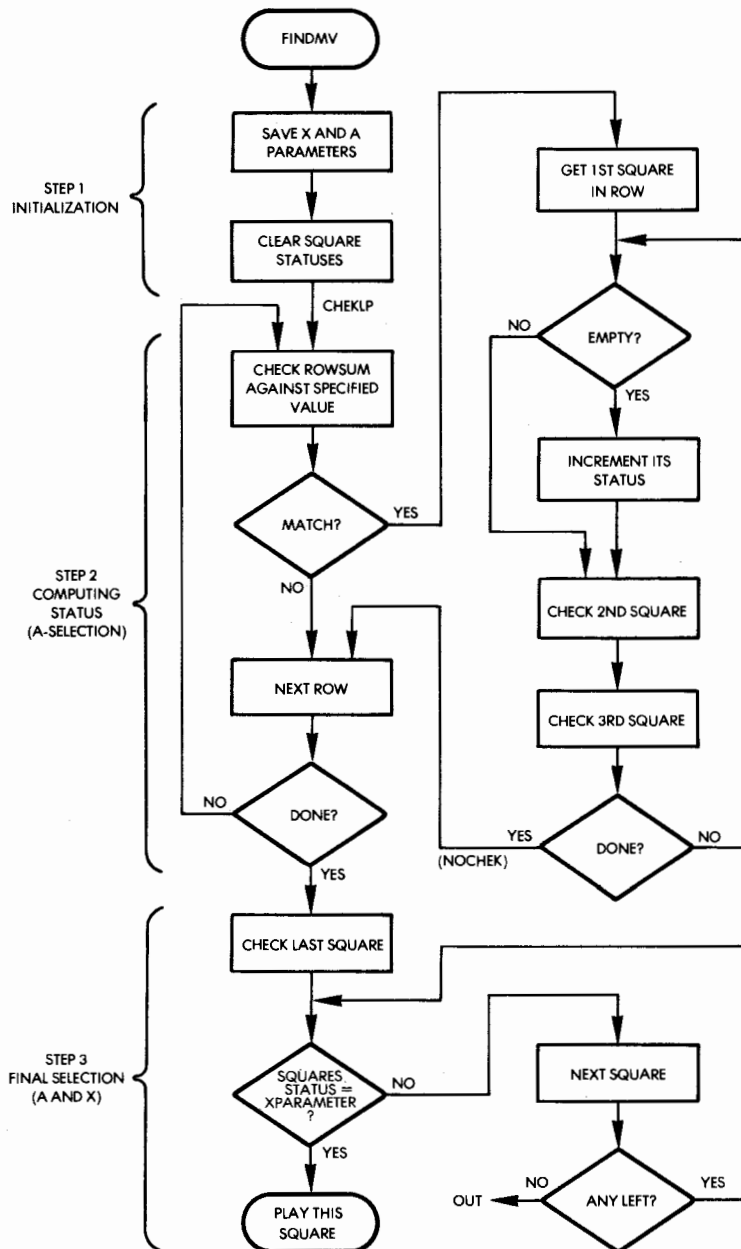 FINDMV
STEP 1
INITIALIZATION
SAVE X AND A
PARAMETERS
CLEAR SQUARE
STATUSES
CHEKLP
STEP 2
COMPUTING
STATUS
(A-SELECTION)
CHECK ROWSUM
AGAINST SPECIFIED
VALUE
MATCH?
YES
NO
NEXT ROW
NO
DONE?
YES
GET 1ST SQUARE
IN ROW
NO
EMPTY?
YES
INCREMENT ITS
STATUS
CHECK 2ND SQUARE
CHECK 3RD SQUARE
YES
(NOCHEK)
DONE?
NO
STEP 3
FINAL SELECTION
(A AND X)
CHECK LAST SQUARE
SQUARES
STATUS =
XPARAMETER
?
NO
YES
PLAY THIS
SQUARE
NEXT SQUARE
OUT
NO
ANY LEFT?
YES